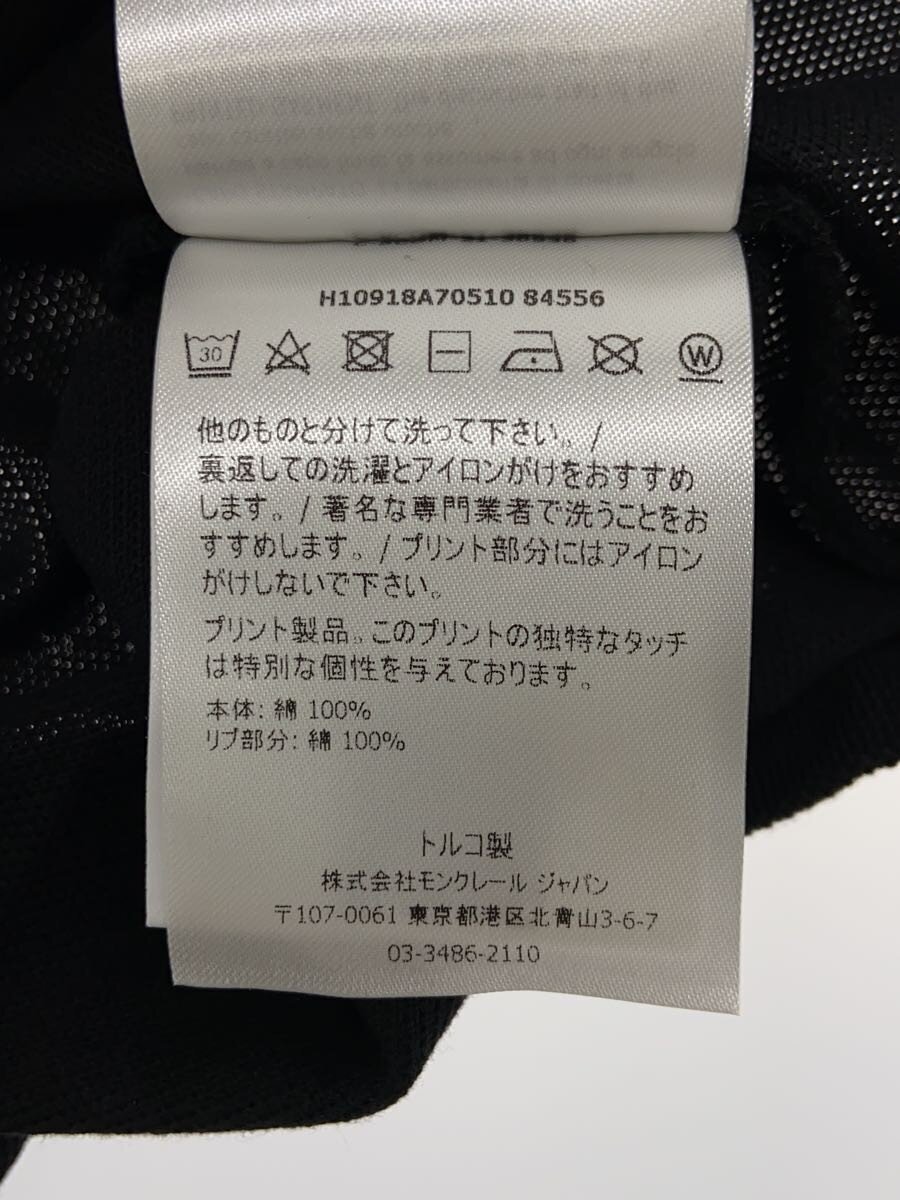 H10918A70510 84556
30
W
他のものと分けて洗って下さい。/
裏返しての洗濯とアイロンがけをおすすめ
します。/ 著名な専門業者で洗うことをお
すすめします。/ プリント部分にはアイロン
がけしないで下さい。
プリント製品。このプリントの独特なタッチ
は特別な個性を与えております。
本体: 綿 100%
リブ部分: 綿 100%
トルコ製
株式会社モンクレール ジャパン
〒107-0061 東京都港区北青山3-6-7
03-3486-2110